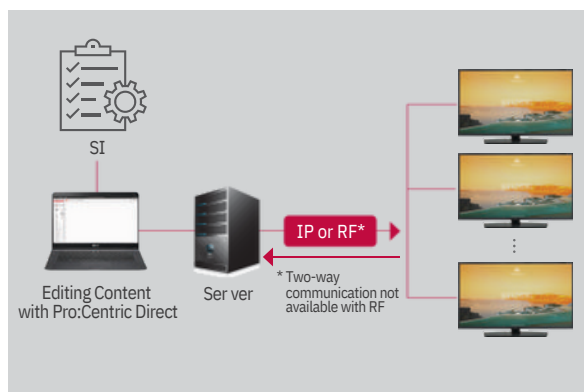 SI
Editing Content
with Pro:Centric Direct
Ser ver
IP or RF*
* Two-way
communication not
available with RF